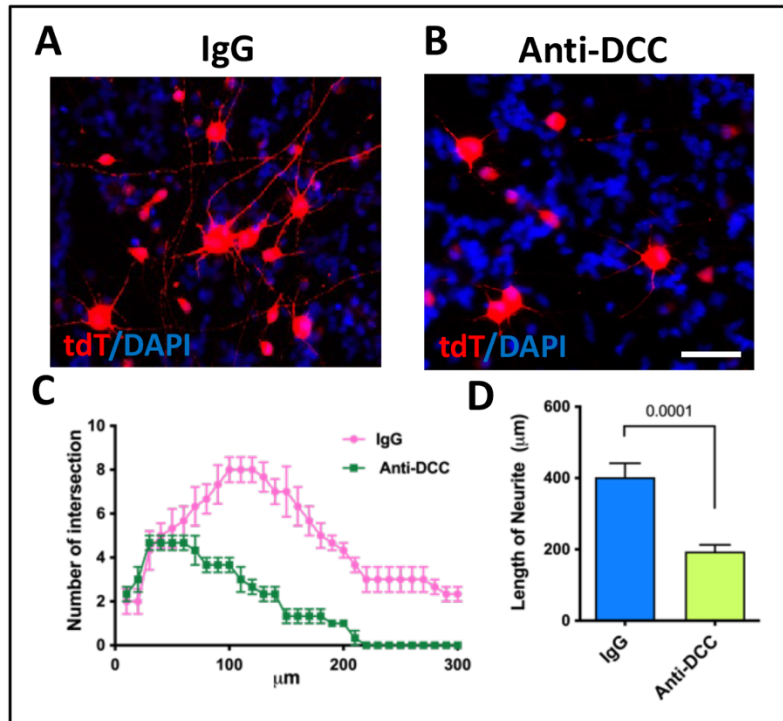 A IgG
B Anti-DCC
tdT/DAPI
tdT/DAPI
C
10
8
6
4
2
0
Number of intersection
IgG
Anti-DCC
0 100 200 300
μm
D
600
400
200
0
Length of Neurite (μm)
0.0001
IgG
Anti-DCC